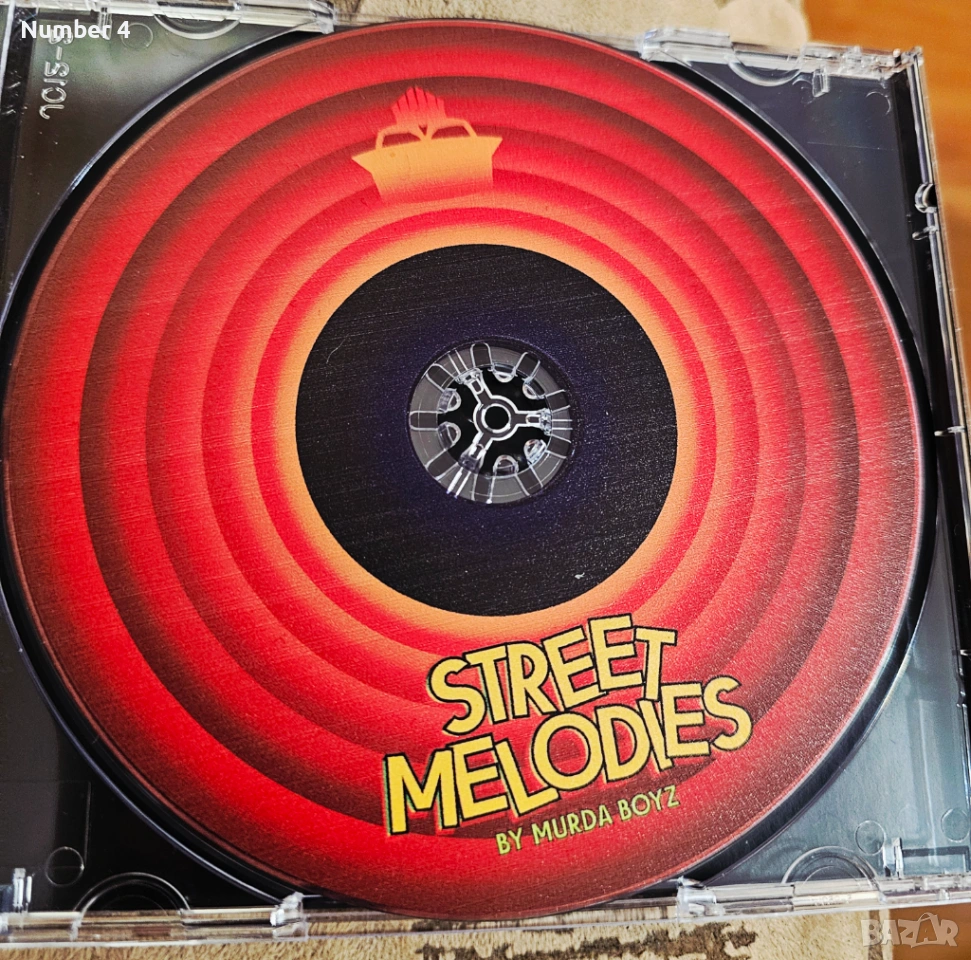 Number 4
STREET
MELODIES
BY MURDA BOYZ
BAZAR